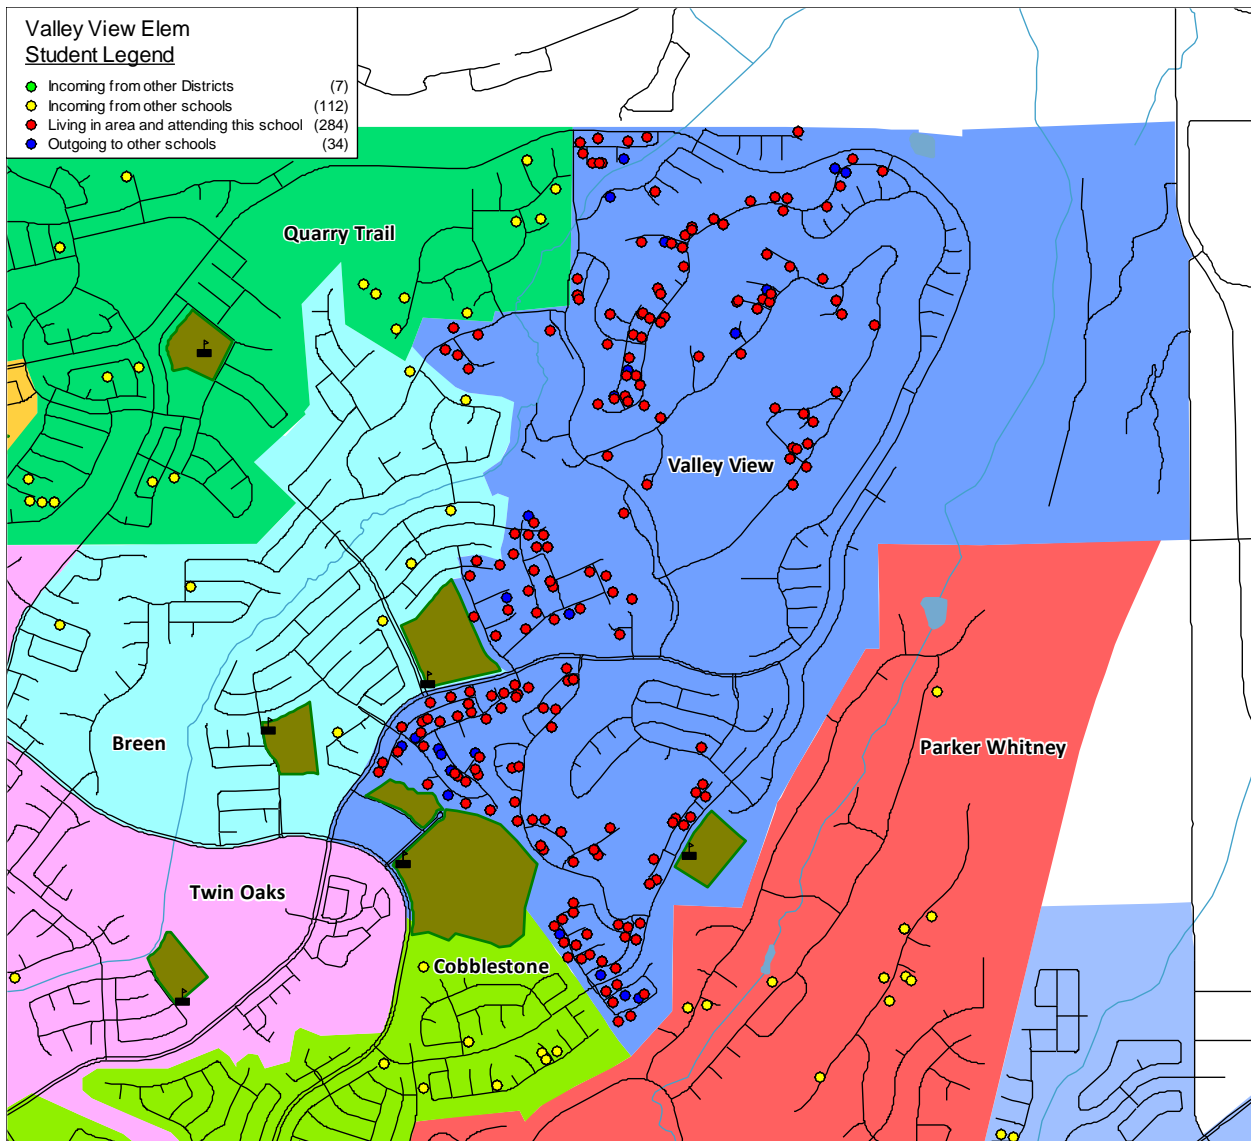 Valley View Elem
Student Legend
Incoming from other Districts (7)
Incoming from other schools (112)
Living in area and attending this school (284)
Outgoing to other schools (34)
Quarry Trail
Valley View
Breen
Parker Whitney
Twin Oaks
Cobblestone